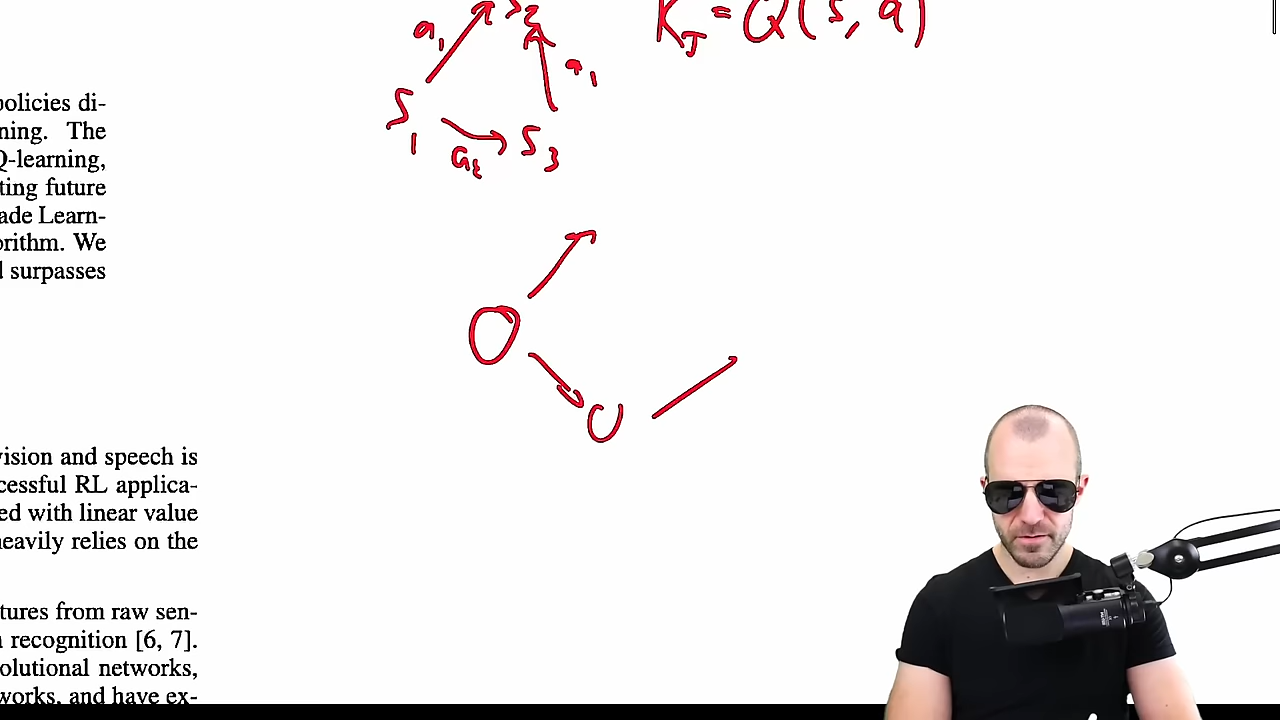 policies di-
ning. The
Q-learning,
ting future
ade Learn-
orithm. We
d surpasses
vision and speech is
cessful RL applica-
ed with linear value
heavily relies on the
tures from raw sen-
n recognition [6, 7].
olutional networks,
works, and have ex-
S2
= Q(s, a)
a1
a1
S1
a2
S3